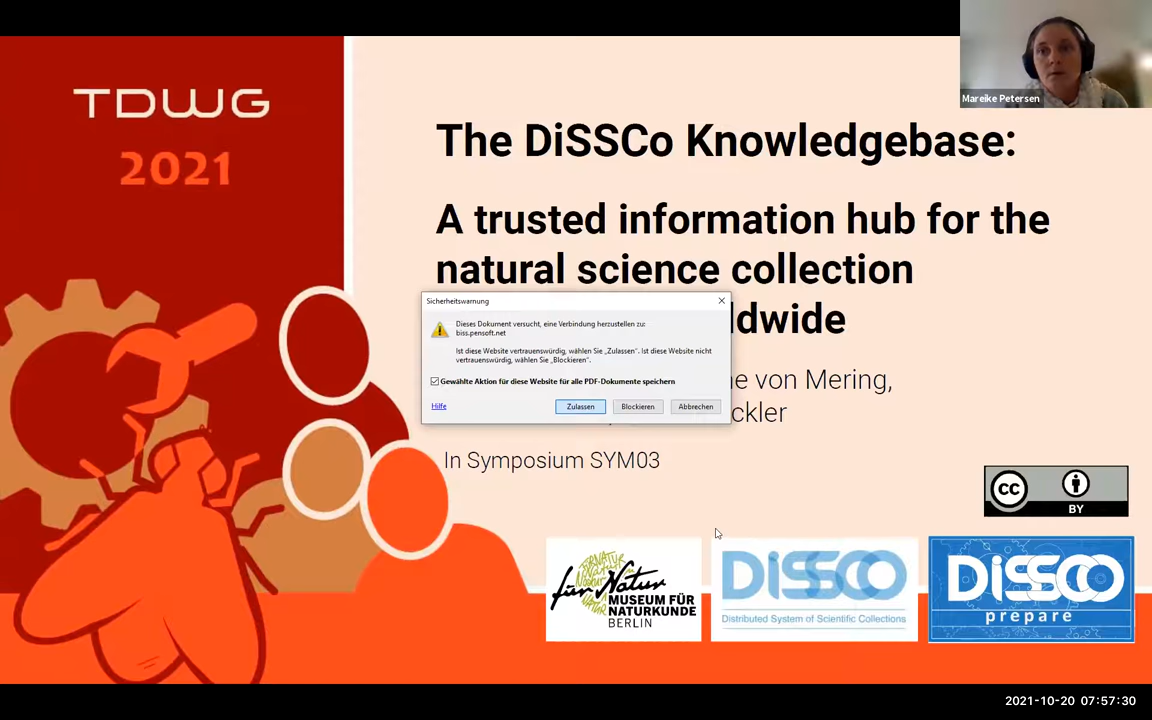 Mareike Petersen
TDWG
2021
The DiSSCo Knowledgebase:
A trusted information hub for the
natural science collection
ldwide
Sicherheitswarnung
Dieses Dokument versucht, eine Verbindung herzustellen zu:
biss.pensoft.net
Ist diese Website vertrauenswürdig, wählen Sie „Zulassen". Ist diese Website nicht
vertrauenswürdig, wählen Sie „Blockieren".
Gewählte Aktion für diese Website für alle PDF-Dokumente speichern
Hilfe
Zulassen
Blockieren
Abbrechen
e von Mering,
ckler
In Symposium SYM03
CC
BY
für Natur
MUSEUM FÜR
NATURKUNDE
BERLIN
DiSSCo
Distributed System of Scientific Collections
DiSSCo
prepare
2021-10-20 07:57:30